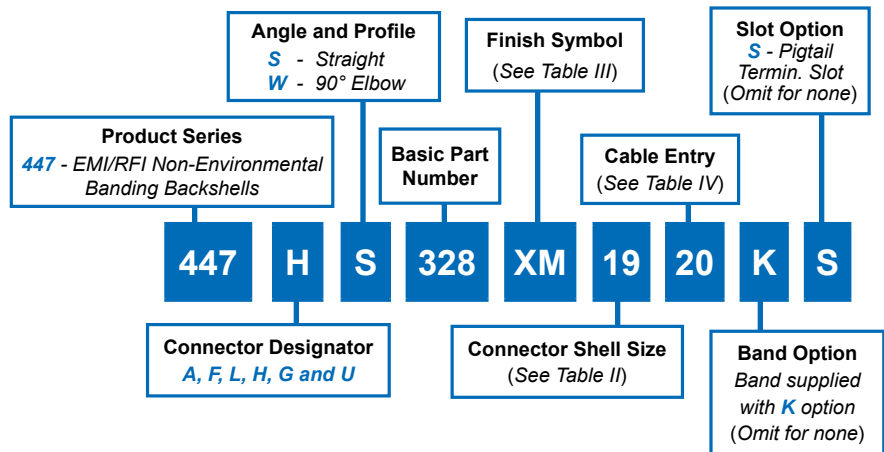 Angle and Profile
S - Straight
W - 90° Elbow
Finish Symbol
(See Table III)
Slot Option
S - Pigtail
Termin. Slot
(Omit for none)
Product Series
447 - EMI/RFI Non-Environmental
Banding Backshells
Basic Part
Number
Cable Entry
(See Table IV)
447 H S 328 XM 19 20 K S
Connector Designator
A, F, L, H, G and U
Connector Shell Size
(See Table II)
Band Option
Band supplied
with K option
(Omit for none)